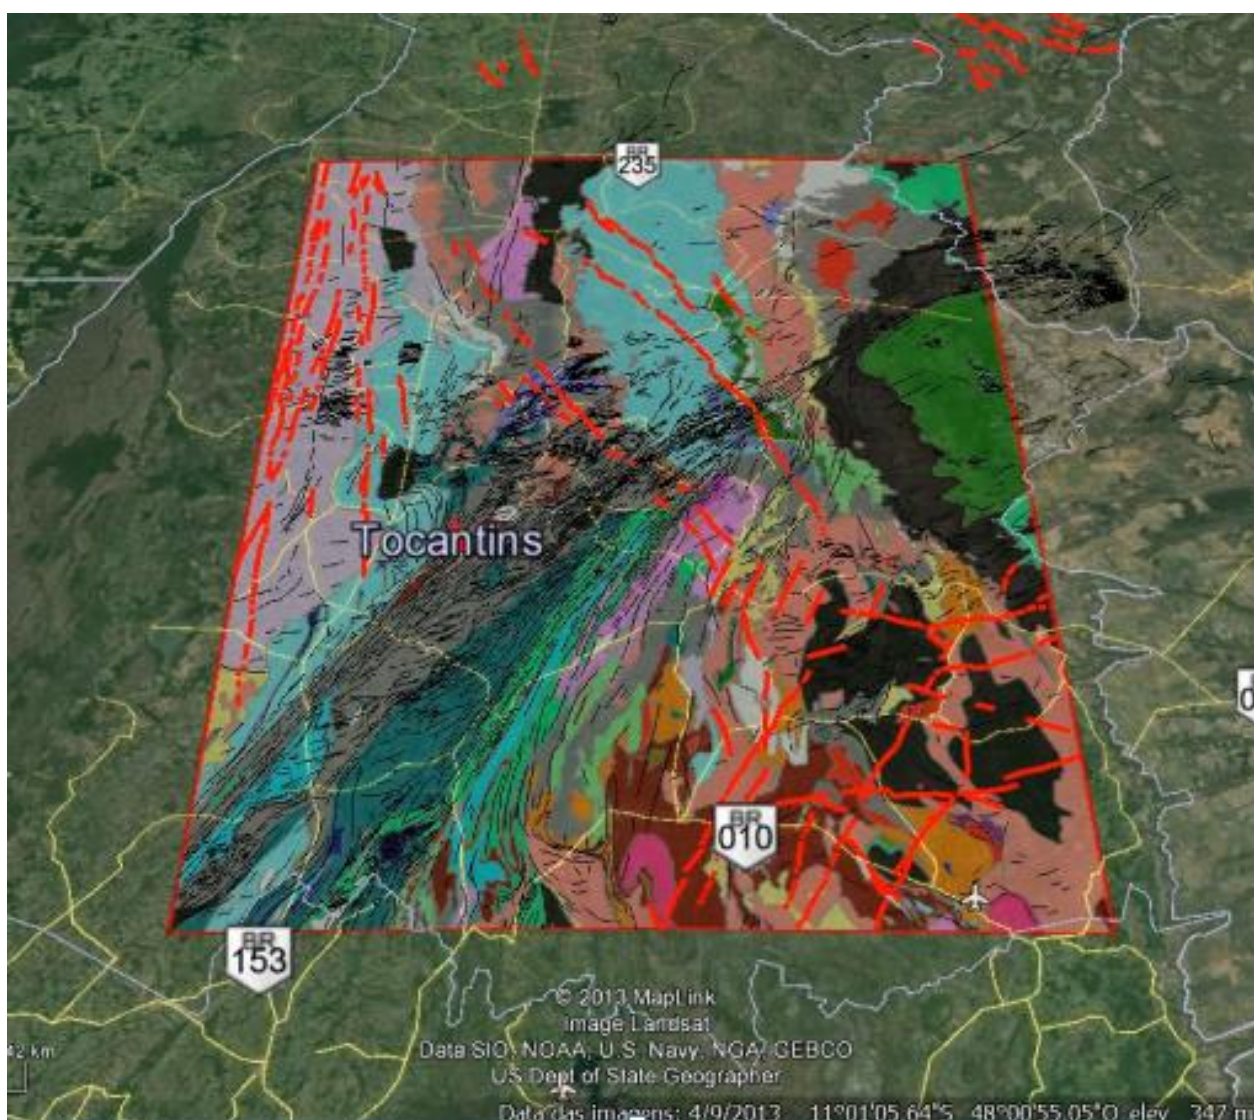 BR
235
Tocantins
BR
010
BR
153
0
© 2013 MapLink
Image Landsat
Data SIO, NOAA, U.S. Navy, NGA, GEBCO
US Dept of State Geographer
42 km
Data das imagens: 4/9/2013 11°01'05.64"S 48°00'55.05"O elev 347 m